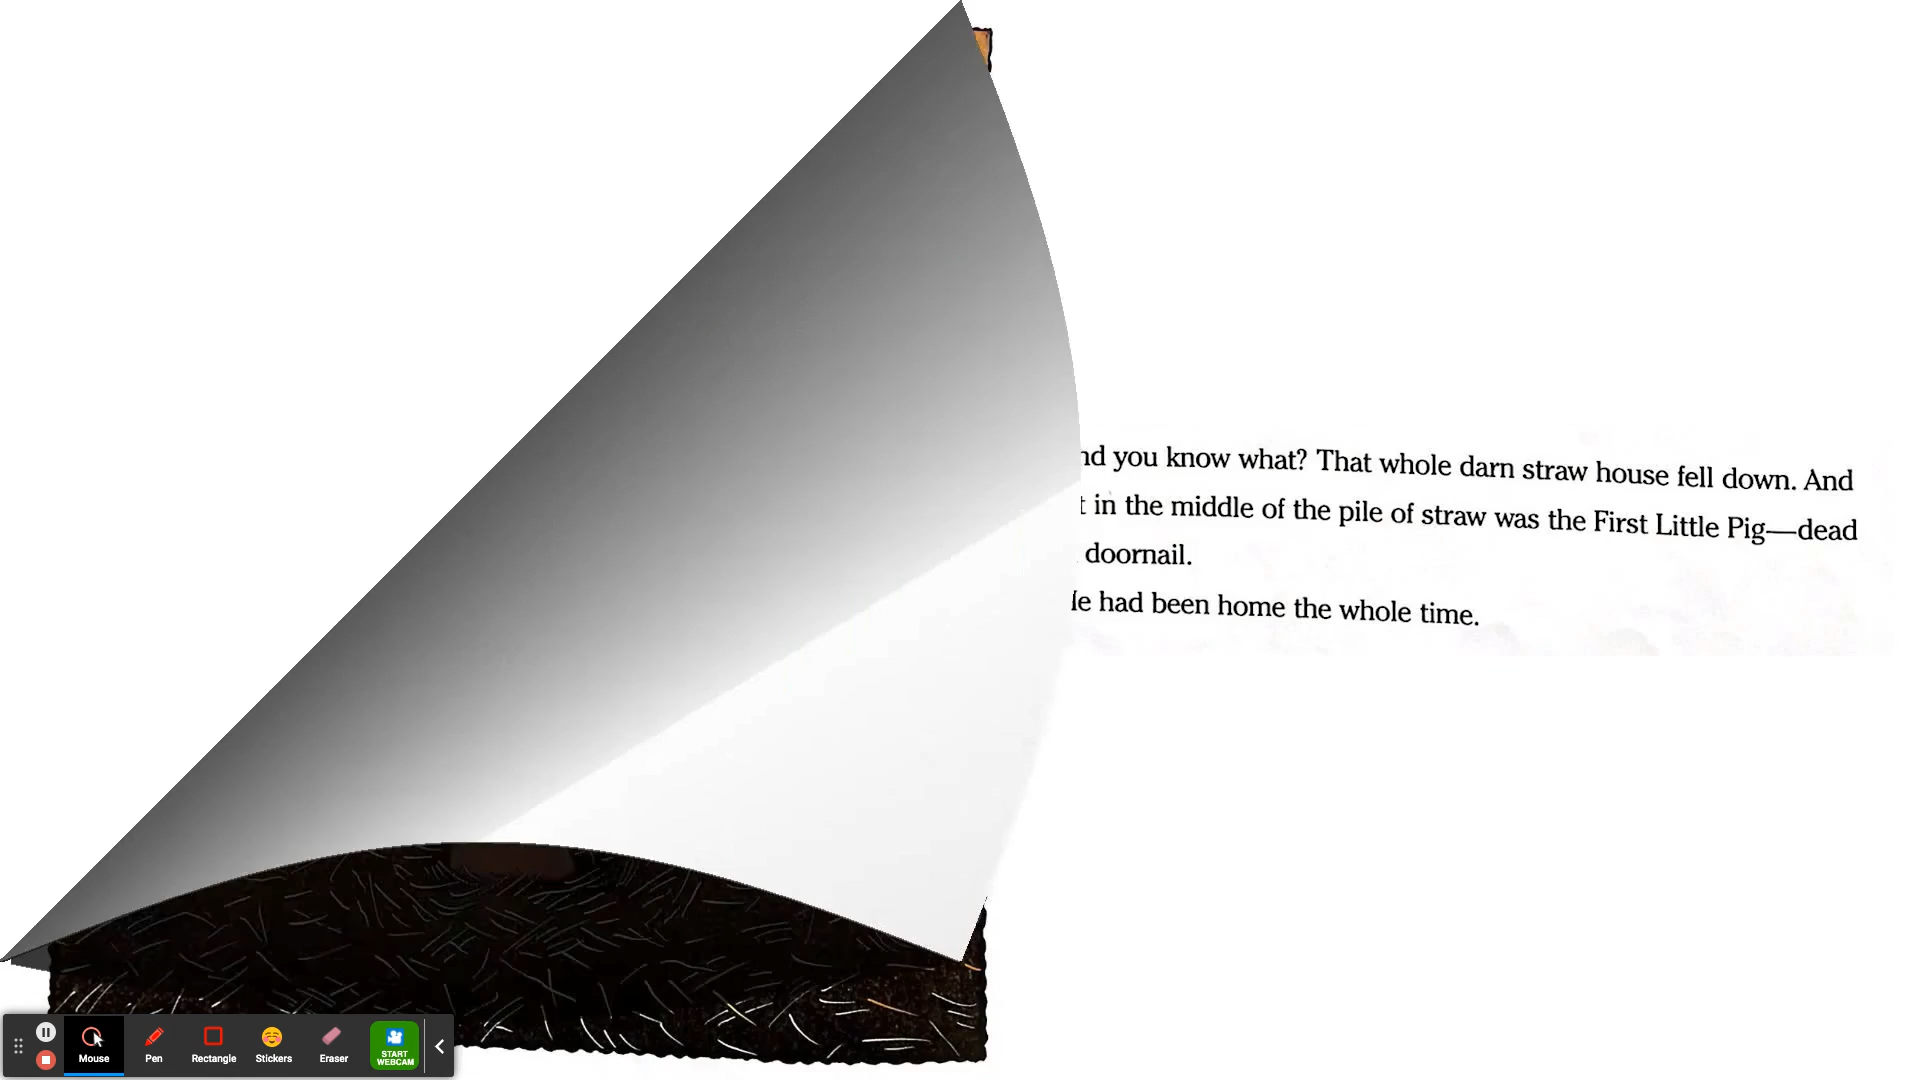 nd you know what? That whole darn straw house fell down. And
t in the middle of the pile of straw was the First Little Pig—dead
doornail.
le had been home the whole time.
Mouse
Pen
Rectangle
Stickers
Eraser
START
WEBCAM